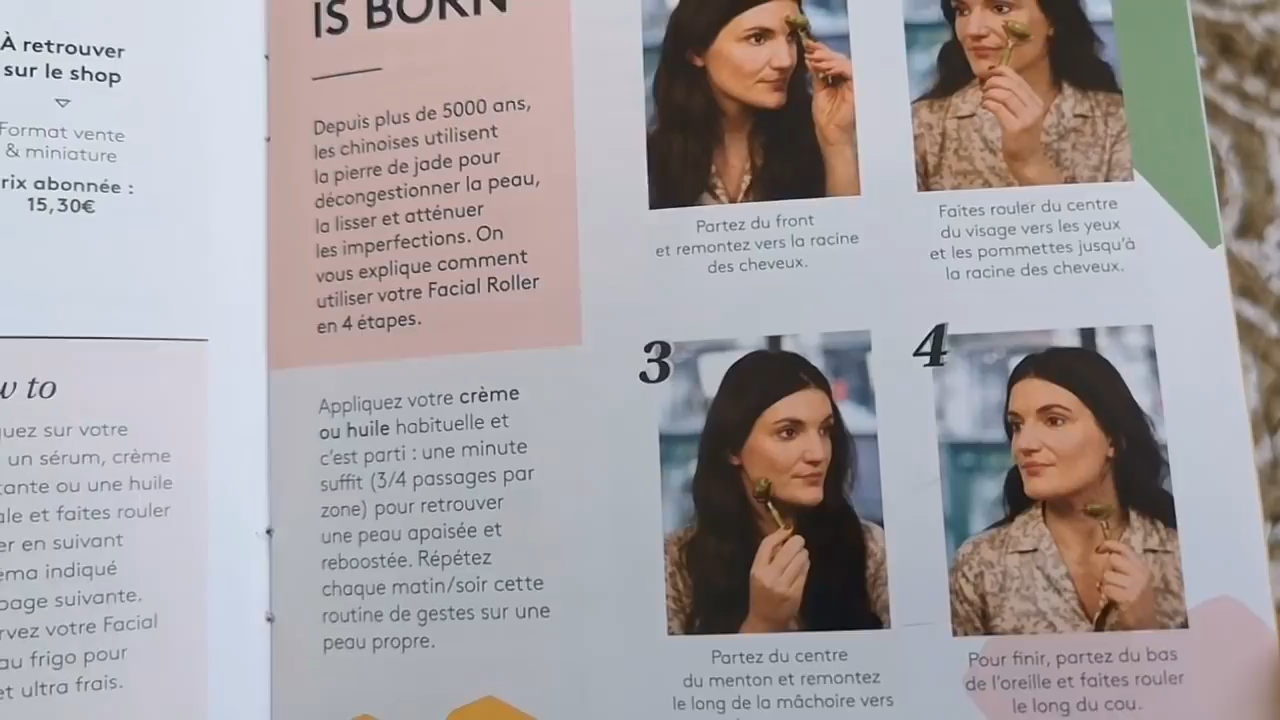 À retrouver
sur le shop
Format vente
& miniature
abonnée :
15,30€
to
sur votre
un sérum, crème
ou une huile
et faites rouler
en suivant
indiqué
page suivante.
votre Facial
au frigo pour
et ultra frais.
IS BORN
Depuis plus de 5000 ans,
les chinoises utilisent
la pierre de jade pour
décongestionner la peau,
la lisser et atténuer
les imperfections. On
vous explique comment
utiliser votre Facial Roller
en 4 étapes.
Appliquez votre crème
ou huile habituelle et
c'est parti : une minute
suffit (3/4 passages par
zone) pour retrouver
une peau apaisée et
reboostée. Répétez
chaque matin/soir cette
routine de gestes sur une
peau propre.
Partez du front
et remontez vers la racine
des cheveux.
Faites rouler du centre
du visage vers les yeux
et les pommettes jusqu'à
la racine des cheveux.
3
Partez du centre
du menton et remontez
le long de la mâchoire vers
4
Pour finir, partez du bas
de l'oreille et faites rouler
le long du cou.